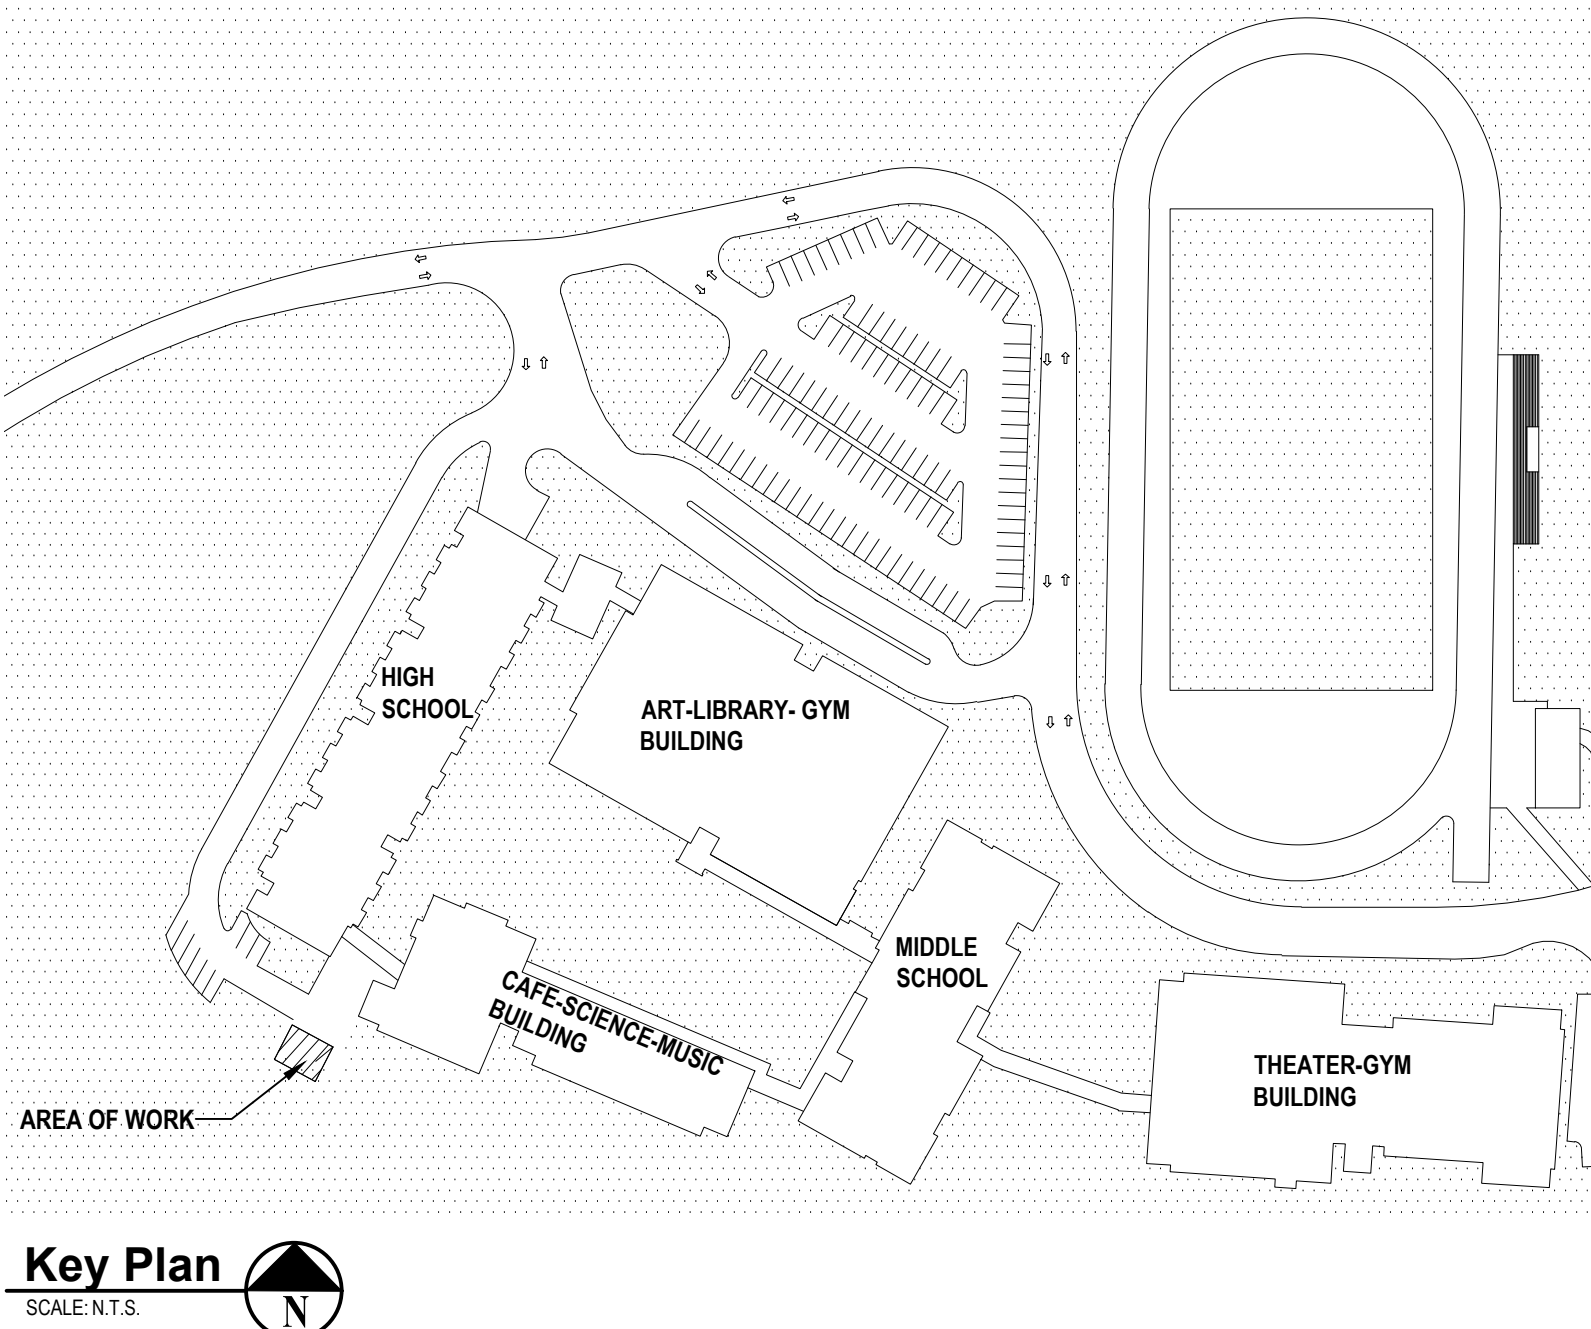 HIGH
SCHOOL
ART-LIBRARY- GYM
BUILDING
MIDDLE
SCHOOL
CAFE-SCIENCE-MUSIC
BUILDING
THEATER-GYM
BUILDING
AREA OF WORK
Key Plan
SCALE: N.T.S.
N